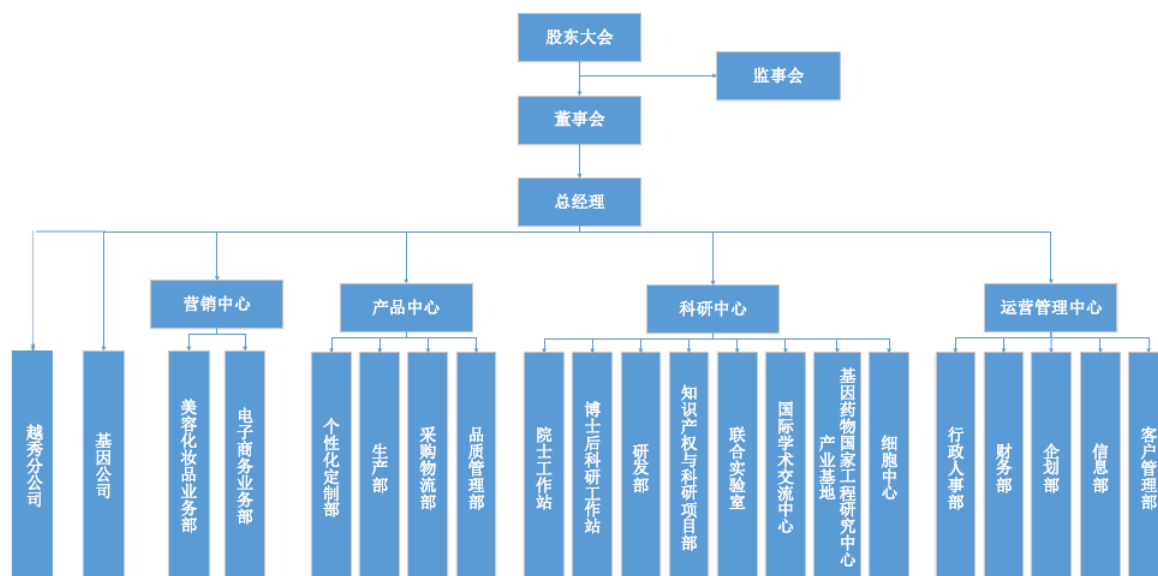 股东大会
监事会
董事会
总经理
营销中心
产品中心
科研中心
运营管理中心
越秀分公司
基因公司
美容化妆品业务部
电子商务业务部
个性化定制部
生产部
采购物流部
品质管理部
院士工作站
博士后科研工作站
研发部
知识产权与科研项目部
联合实验室
国际学术交流中心
基因药物国家工程研究中心
产业基地
细胞中心
行政人事部
财务部
企划部
信息部
客户管理部